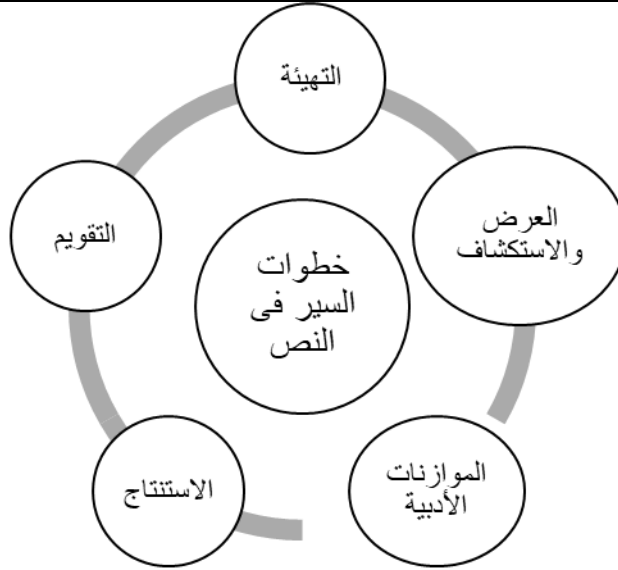 التهيئة
العرض
والاستكشاف
التقويم
خطوات
السير فى
النص
الموازنات
الأدبية
الاستنتاج